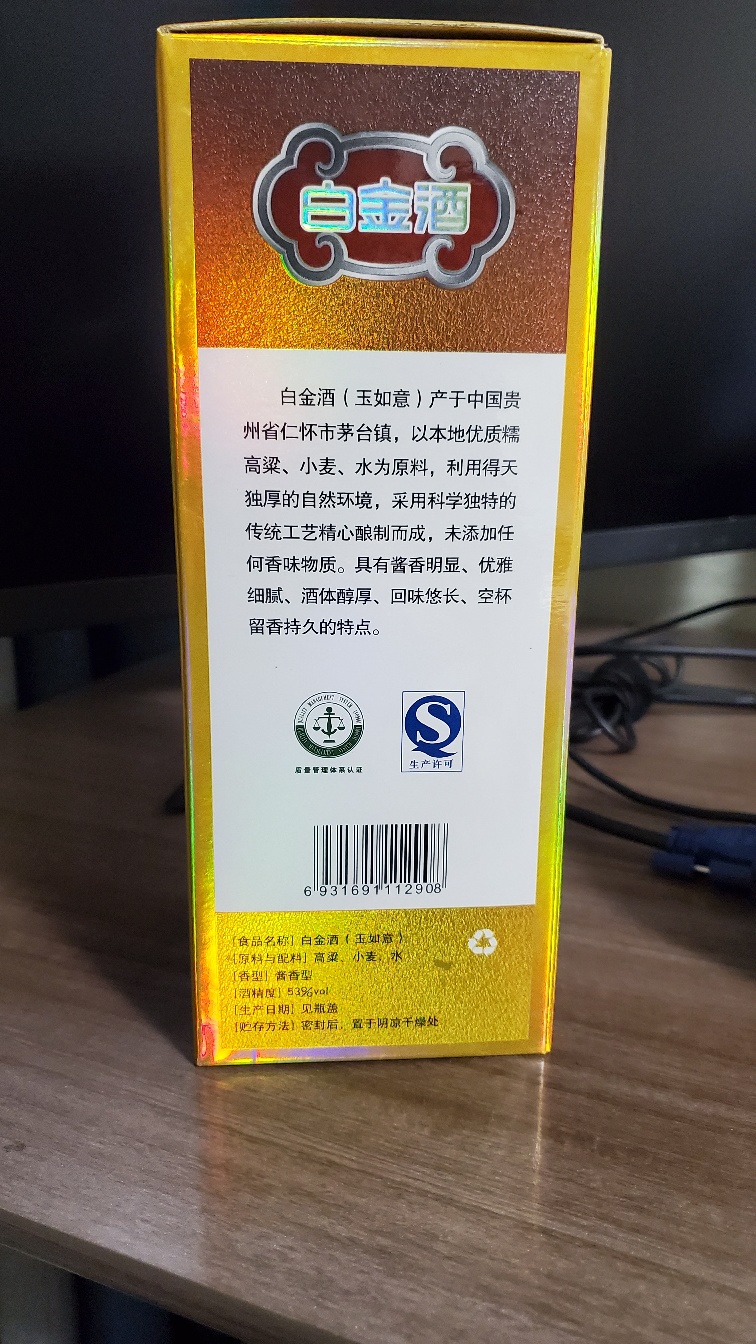 白金酒
白金酒（玉如意）产于中国贵
州省仁怀市茅台镇，以本地优质糯
高粱、小麦、水为原料，利用得天
独厚的自然环境，采用科学独特的
传统工艺精心酿制而成，未添加任
何香味物质。具有酱香明显、优雅
细腻、酒体醇厚、回味悠长、空杯
留香持久的特点。
QUALITY MANAGEMENT SYSTEM
质量管理体系认证
生产许可
6 931691 112908
[食品名称] 白金酒（玉如意）
[原料与配料] 高粱、小麦、水
[香型] 酱香型
[酒精度] 53%vol
[生产日期] 见瓶盖
[贮存方法] 密封后，置于阴凉干燥处